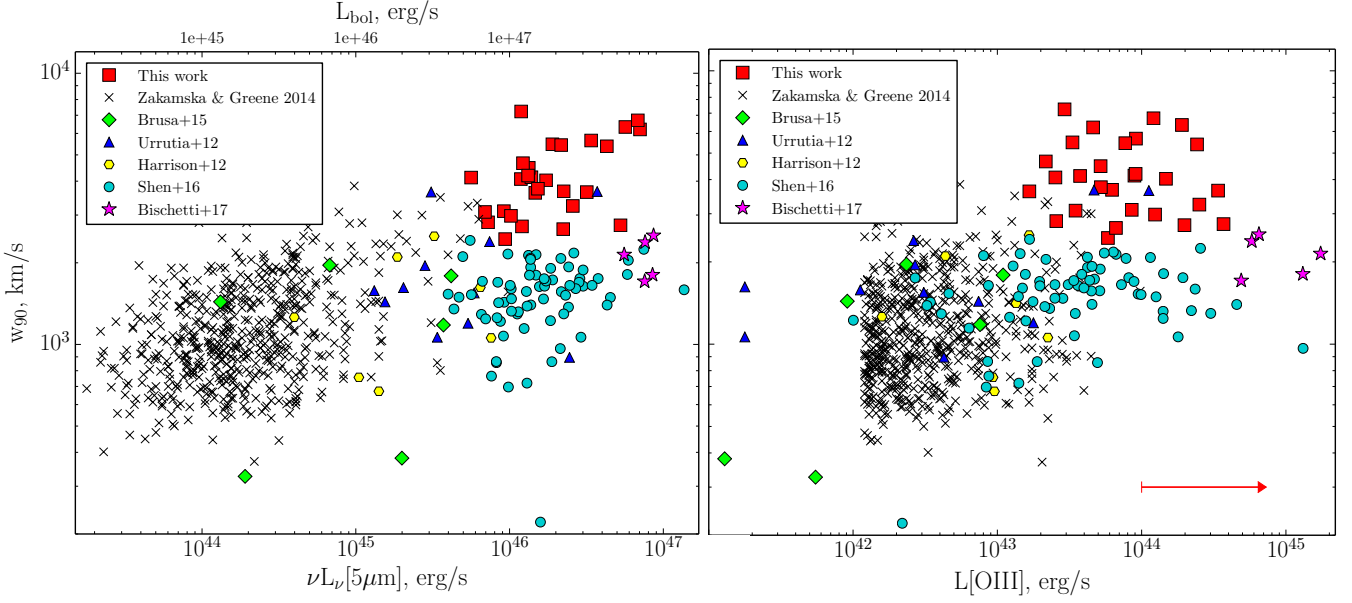 L_bol, erg/s
1e+45 1e+46 1e+47
10^4
This work
Zakamska & Greene 2014
Brusa+15
Urrutia+12
Harrison+12
Shen+16
Bischetti+17
10^3
w_90, km/s
10^44 10^45 10^46 10^47
νL_ν[5μm], erg/s
This work
Zakamska & Greene 2014
Brusa+15
Urrutia+12
Harrison+12
Shen+16
Bischetti+17
10^42 10^43 10^44 10^45
L[OIII], erg/s